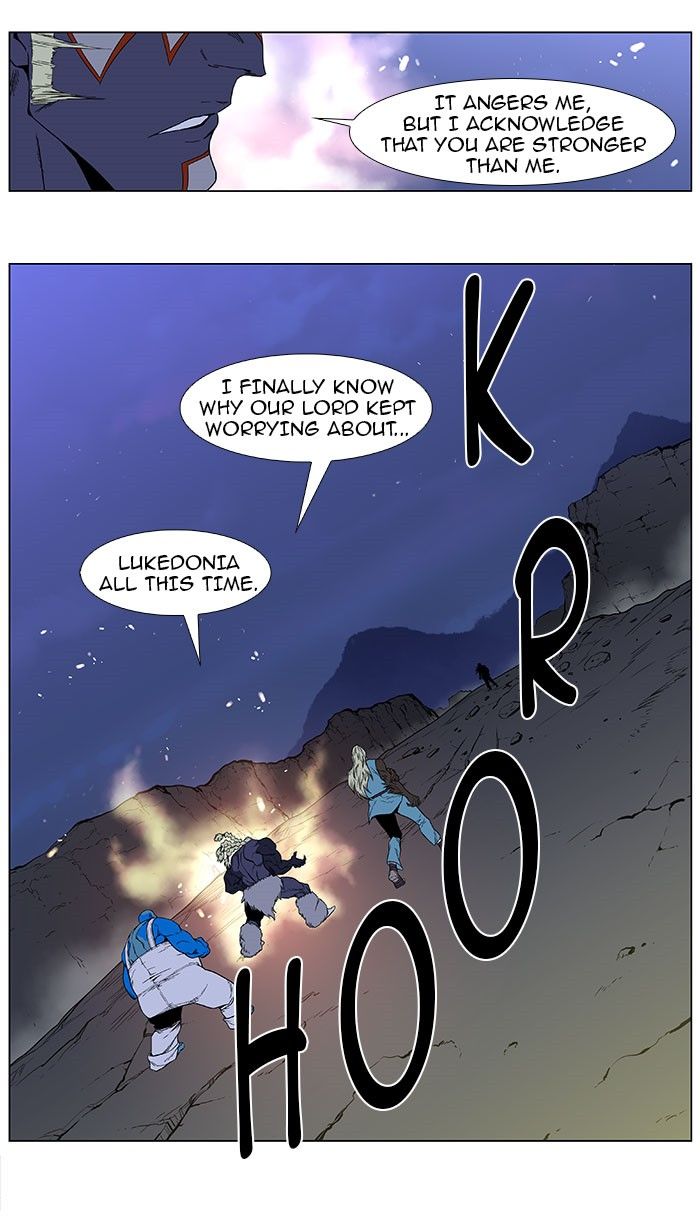 IT ANGERS ME,
BUT I ACKNOWLEDGE
THAT YOU ARE STRONGER
THAN ME.
I FINALLY KNOW
WHY OUR LORD KEPT
WORRYING ABOUT...
LUKEDONIA
ALL THIS TIME.
KROOOH